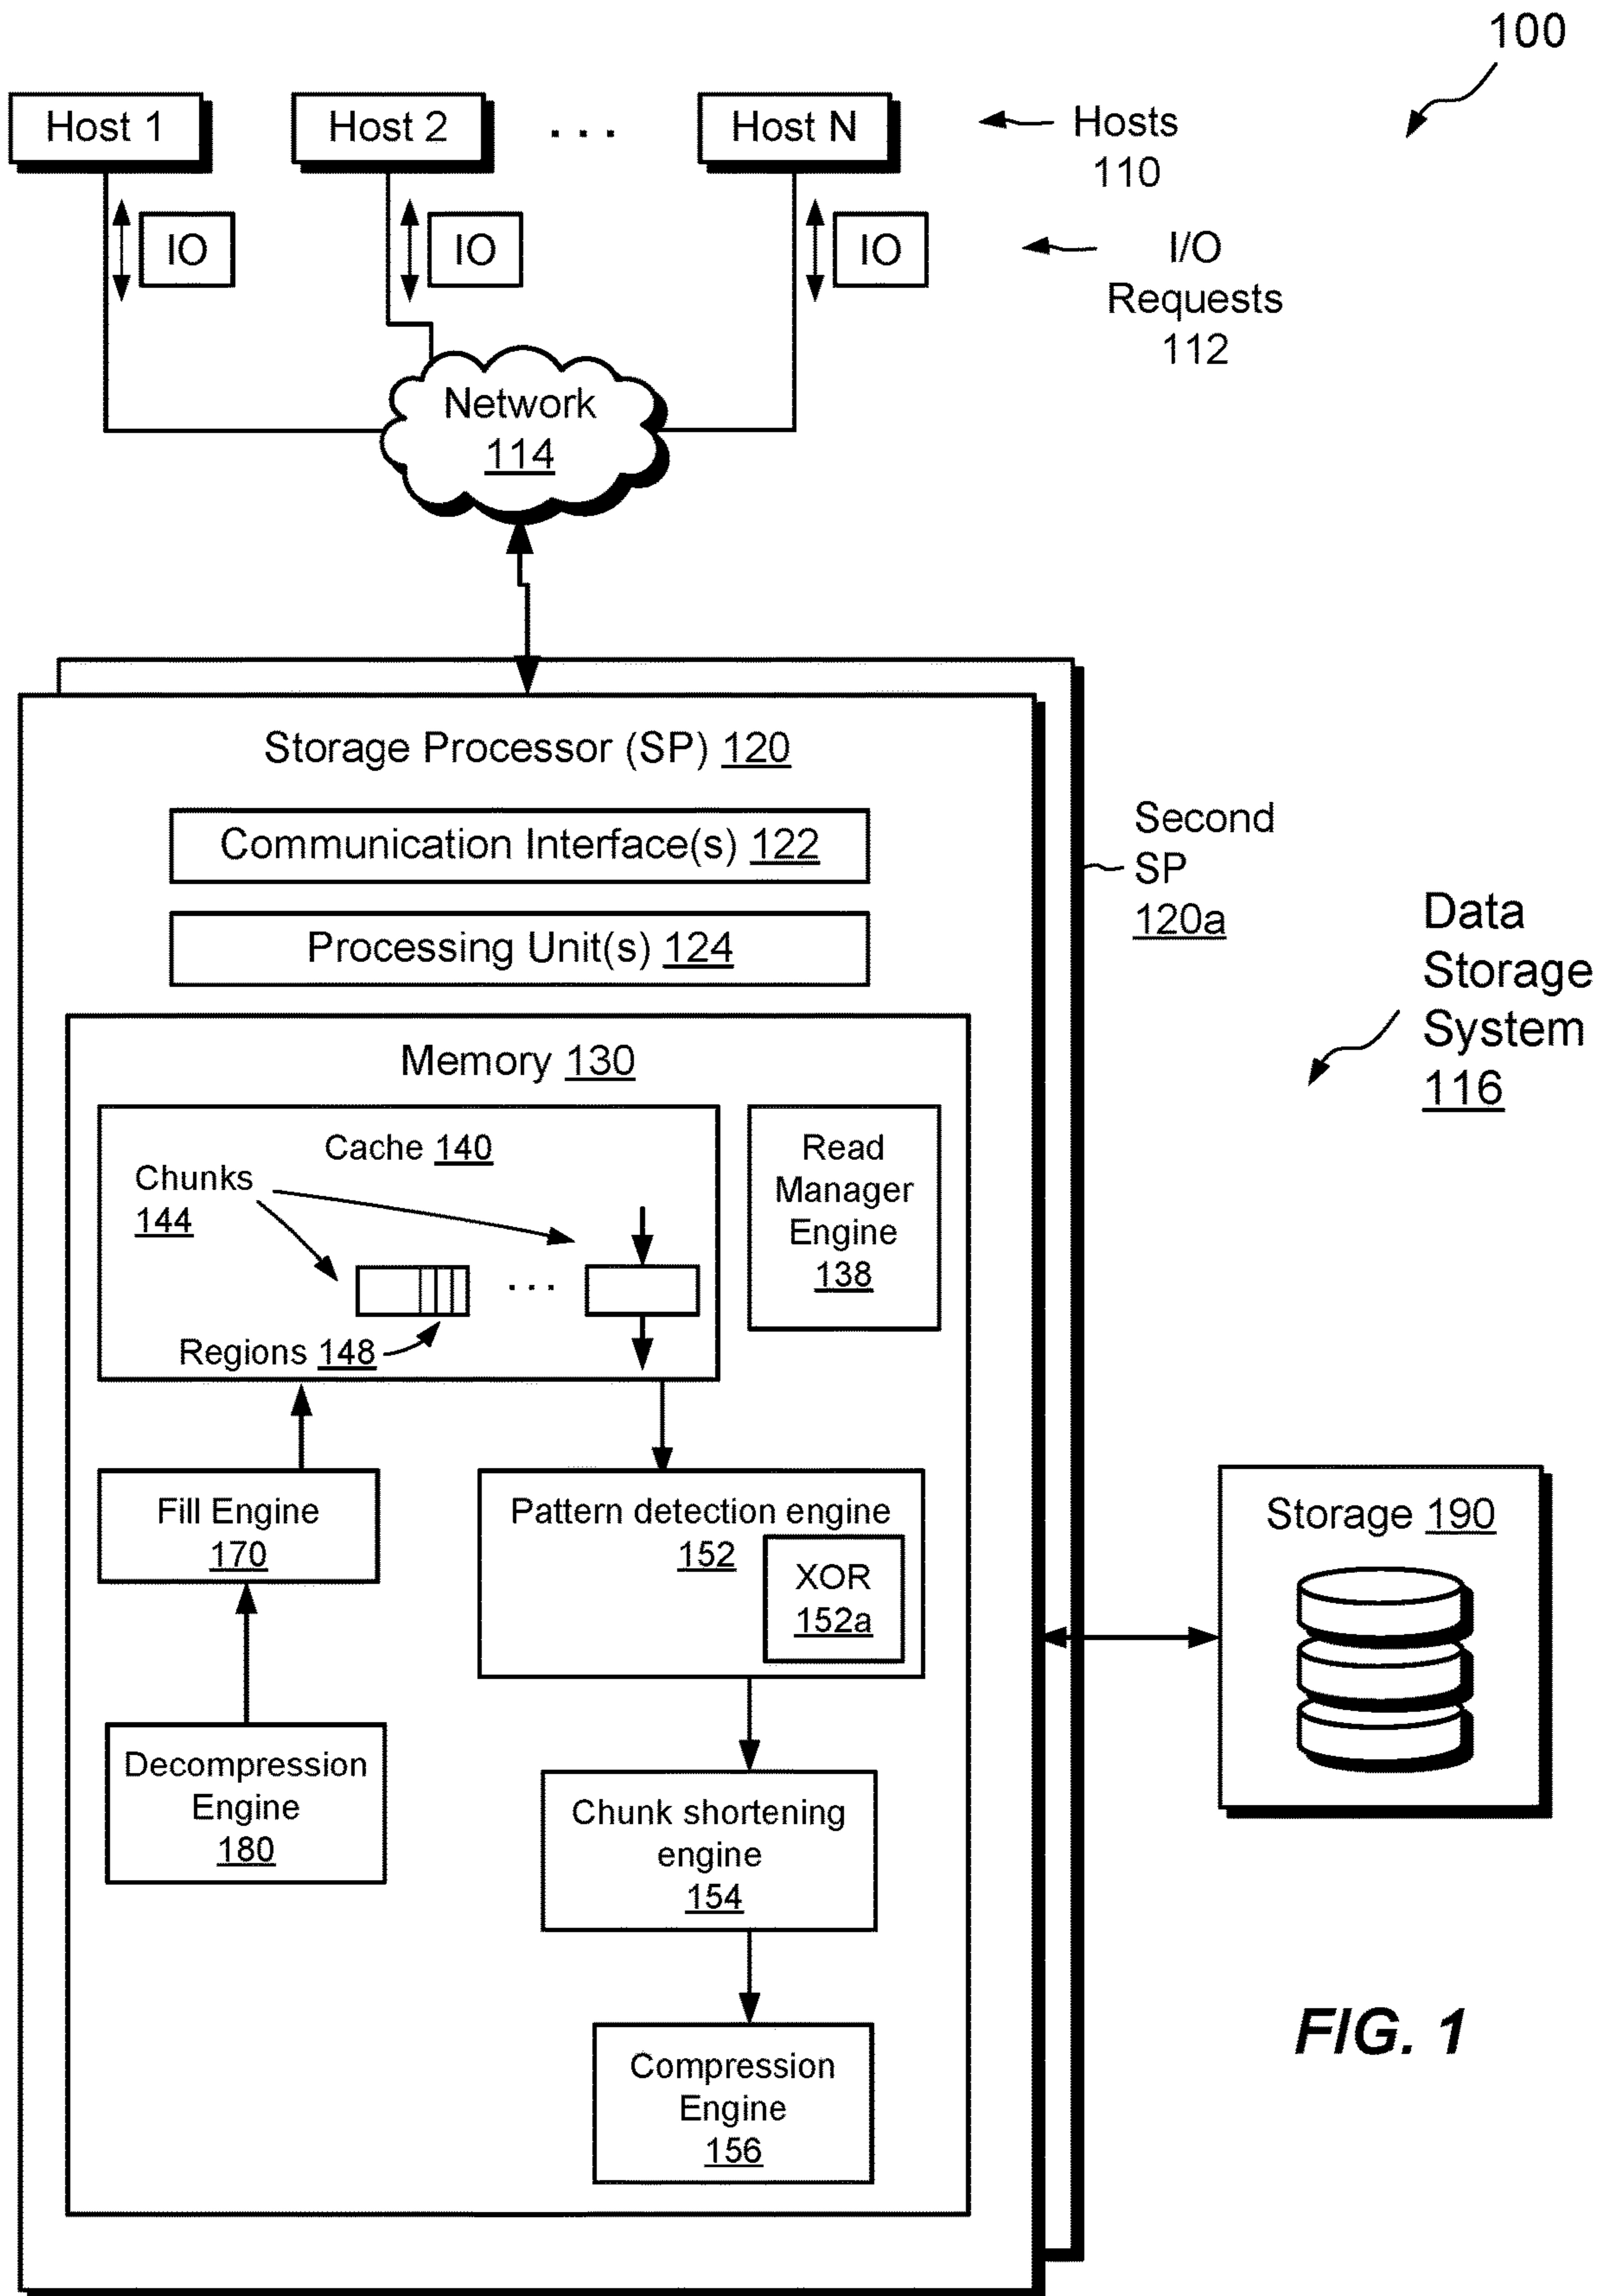 100
Host 1
Host 2
. . .
Host N
Hosts
110
IO
IO
IO
I/O
Requests
112
Network
114
Storage Processor (SP) 120
Communication Interface(s) 122
Processing Unit(s) 124
Second
SP
120a
Data
Storage
System
116
Memory 130
Cache 140
Chunks
144
. . .
Regions 148
Read
Manager
Engine
138
Fill Engine
170
Pattern detection engine
152
XOR
152a
Storage 190
Decompression
Engine
180
Chunk shortening
engine
154
Compression
Engine
156
FIG. 1